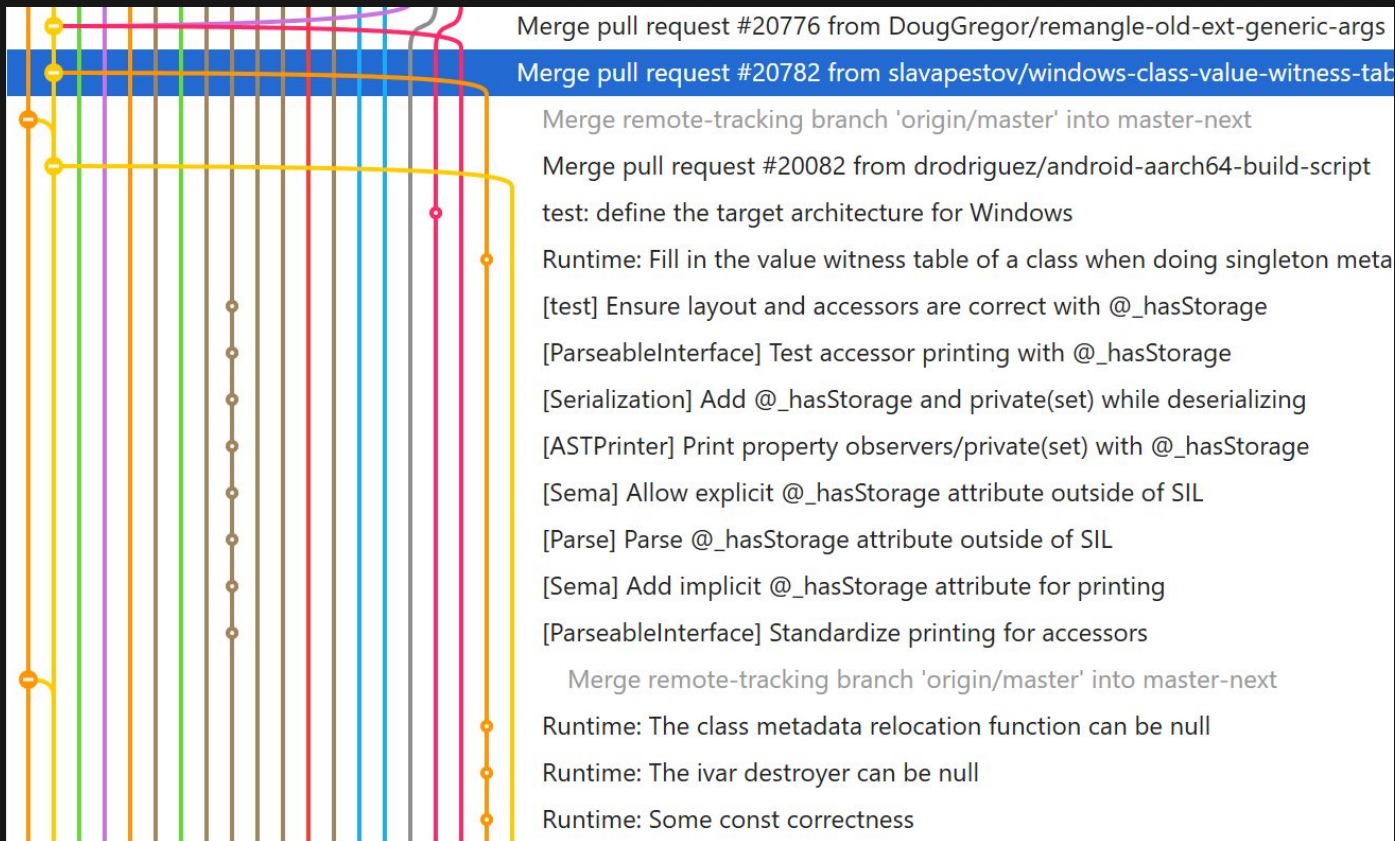 Merge pull request #20776 from DougGregor/remangle-old-ext-generic-args
Merge pull request #20782 from slavapestov/windows-class-value-witness-tab
Merge remote-tracking branch 'origin/master' into master-next
Merge pull request #20082 from drodriguez/android-aarch64-build-script
test: define the target architecture for Windows
Runtime: Fill in the value witness table of a class when doing singleton meta
[test] Ensure layout and accessors are correct with @_hasStorage
[ParseableInterface] Test accessor printing with @_hasStorage
[Serialization] Add @_hasStorage and private(set) while deserializing
[ASTPrinter] Print property observers/private(set) with @_hasStorage
[Sema] Allow explicit @_hasStorage attribute outside of SIL
[Parse] Parse @_hasStorage attribute outside of SIL
[Sema] Add implicit @_hasStorage attribute for printing
[ParseableInterface] Standardize printing for accessors
Merge remote-tracking branch 'origin/master' into master-next
Runtime: The class metadata relocation function can be null
Runtime: The ivar destroyer can be null
Runtime: Some const correctness